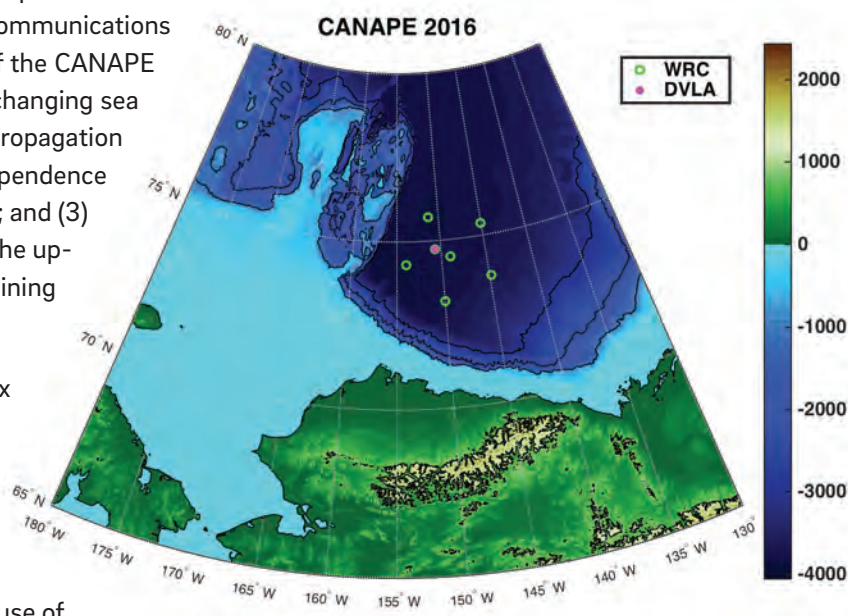 ommunications
f the CANAPE
changing sea
ropagation
pendence
; and (3)
he up-
ining
x
use of
CANAPE 2016
WRC
DVLA
80° N
75° N
70° N
65° N
180° W
175° W
170° W
165° W
160° W
155° W
150° W
145° W
140° W
135° W
130°
2000
1000
0
-1000
-2000
-3000
-4000